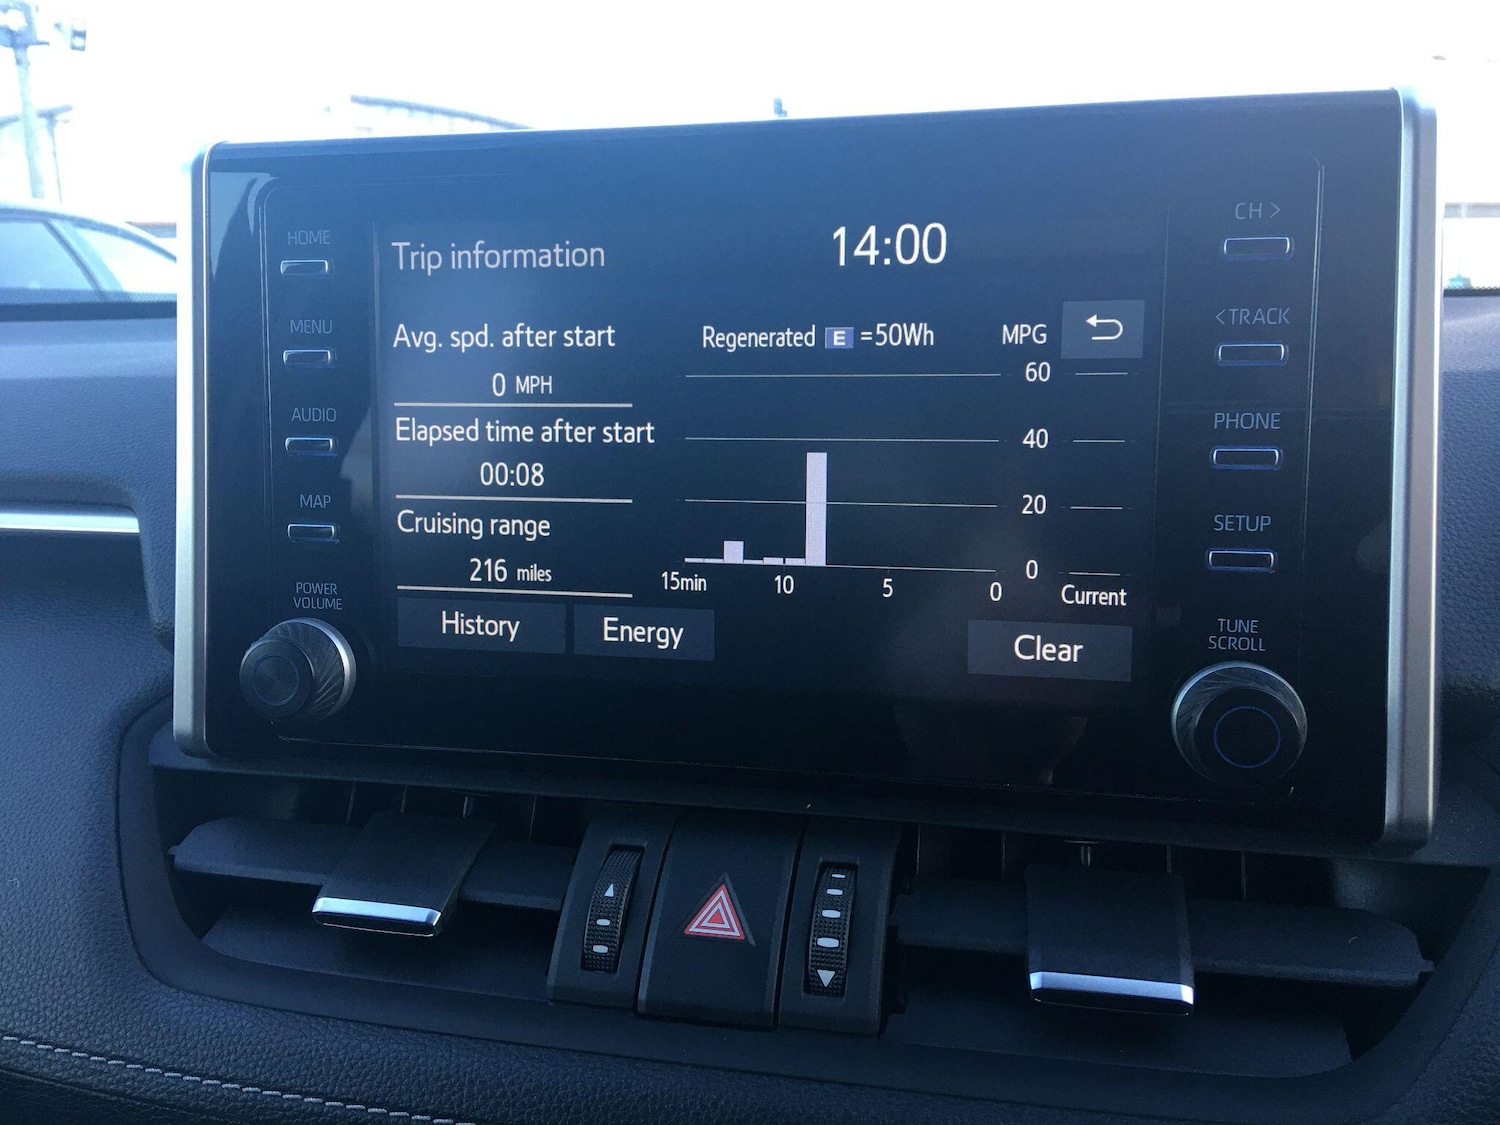 HOME
MENU
AUDIO
MAP
POWER
VOLUME
Trip information
14:00
Avg. spd. after start
0 MPH
Elapsed time after start
00:08
Cruising range
216 miles
History
Energy
Regenerated E =50Wh
MPG
60
40
20
0
15min 10 5 0 Current
Clear
CH >
< TRACK
PHONE
SETUP
TUNE
SCROLL